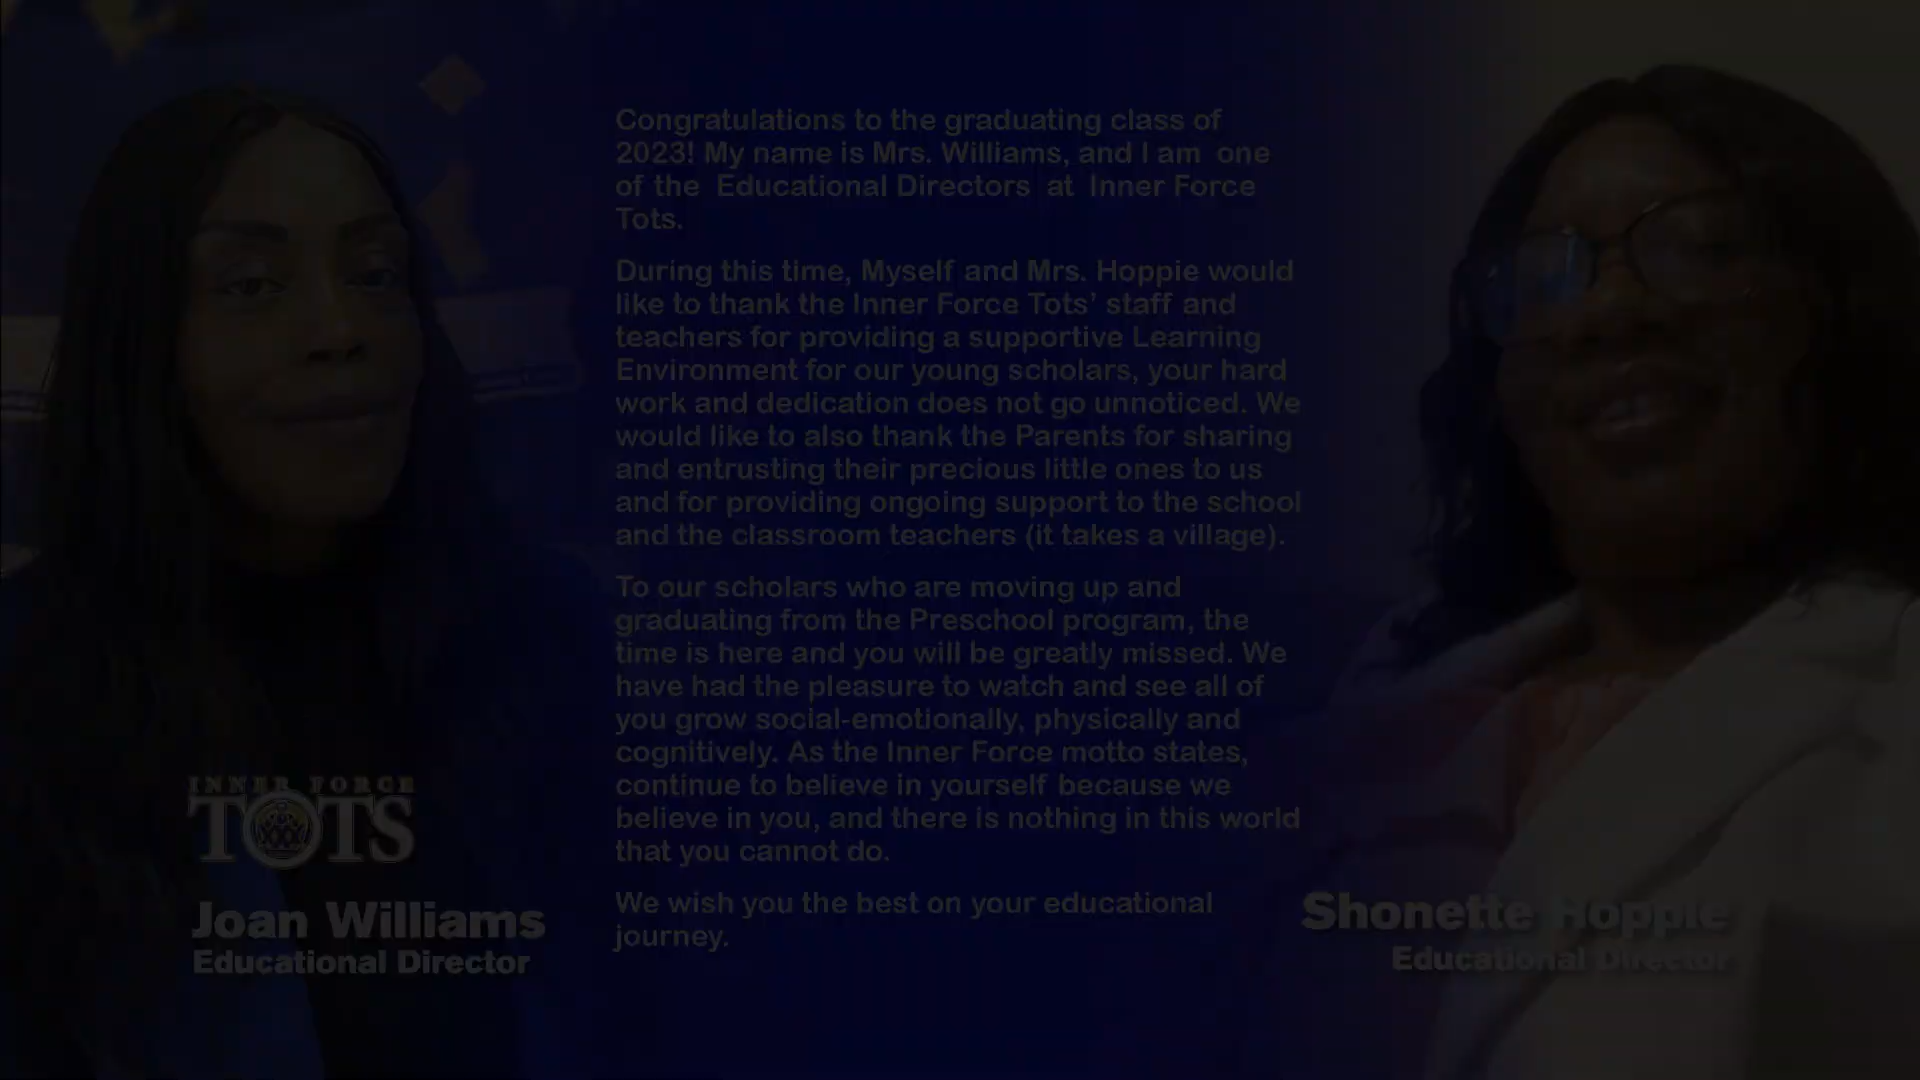 Congratulations to the graduating class of
2023! My name is Mrs. Williams, and I am one
of the Educational Directors at Inner Force
Tots.
During this time, Myself and Mrs. Hoppie would
like to thank the Inner Force Tots’ staff and
teachers for providing a supportive Learning
Environment for our young scholars, your hard
work and dedication does not go unnoticed. We
would like to also thank the Parents for sharing
and entrusting their precious little ones to us
and for providing ongoing support to the school
and the classroom teachers (it takes a village).
To our scholars who are moving up and
graduating from the Preschool program, the
time is here and you will be greatly missed. We
have had the pleasure to watch and see all of
you grow social-emotionally, physically and
cognitively. As the Inner Force motto states,
continue to believe in yourself because we
believe in you, and there is nothing in this world
that you cannot do.
We wish you the best on your educational
journey.
INNER FORCE
TOTS
Joan Williams
Educational Director
Shonette Hoppie
Educational Director